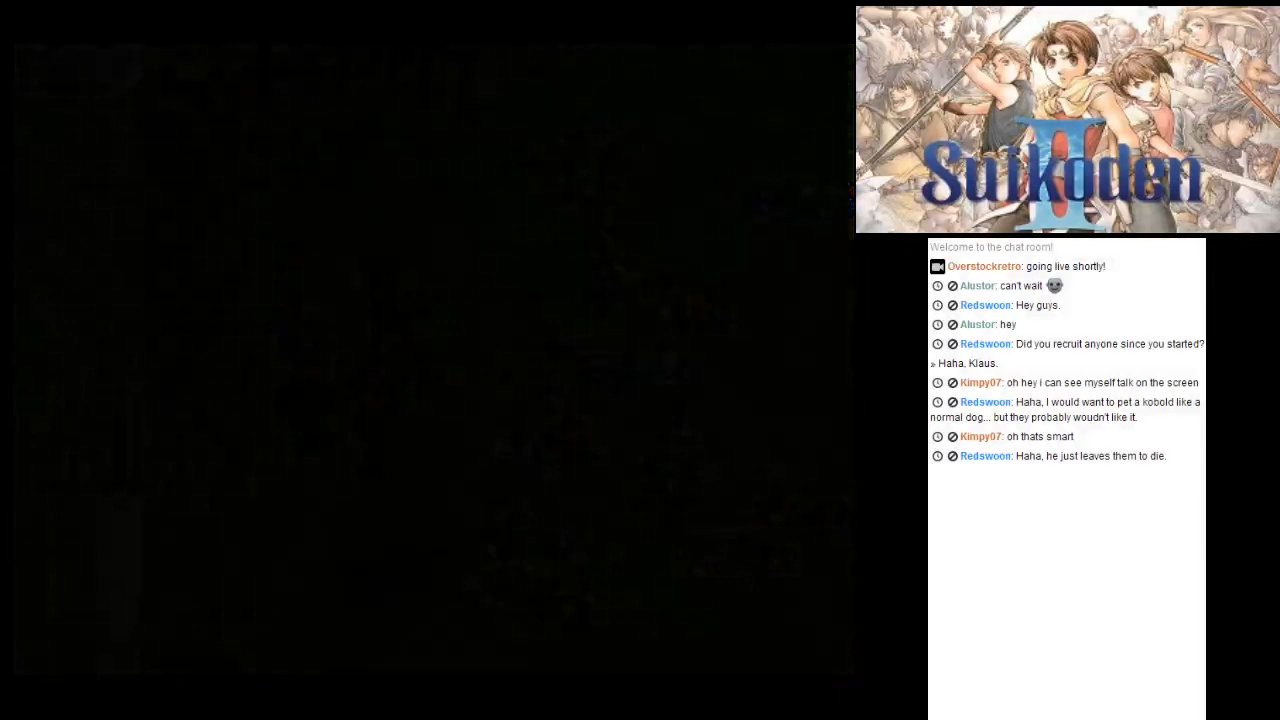 Suikoden
II
Welcome to the chat room!
Overstockretro: going live shortly!
Alustor: can't wait
Redswoon: Hey guys.
Alustor: hey
Redswoon: Did you recruit anyone since you started?
» Haha, Klaus.
Kimpy07: oh hey i can see myself talk on the screen
Redswoon: Haha, I would want to pet a kobold like a
normal dog... but they probably woudn't like it.
Kimpy07: oh thats smart
Redswoon: Haha, he just leaves them to die.